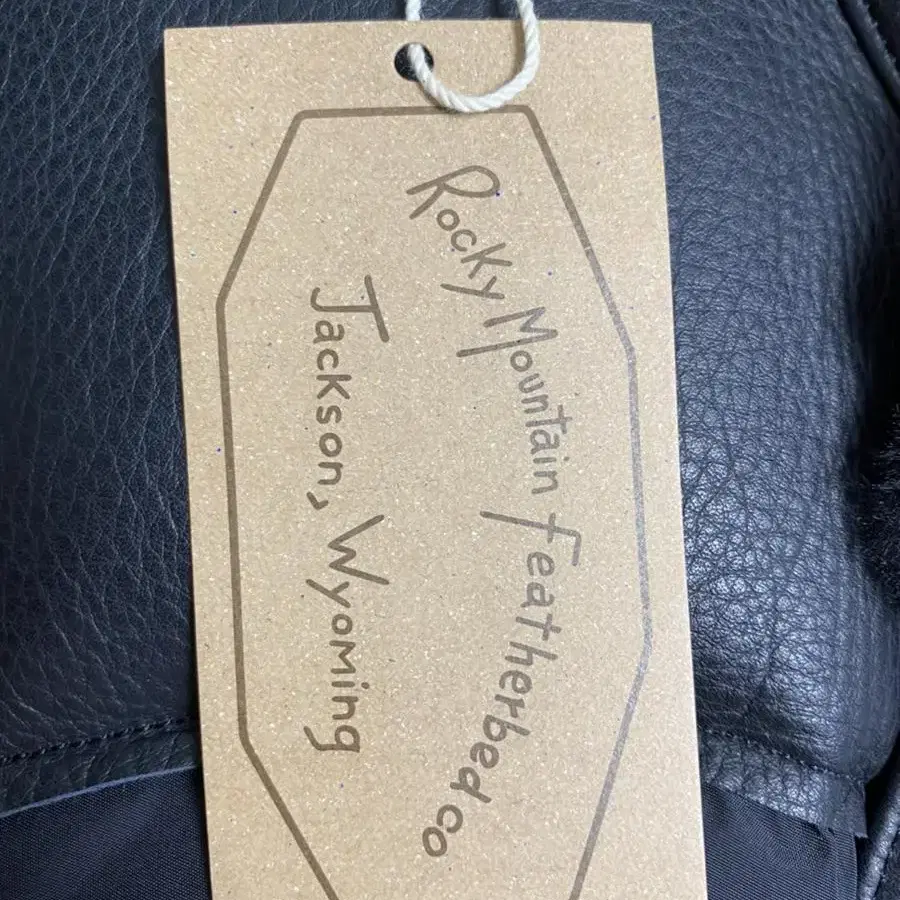 Rocky Mountain Featherbed co
Jackson, Wyoming